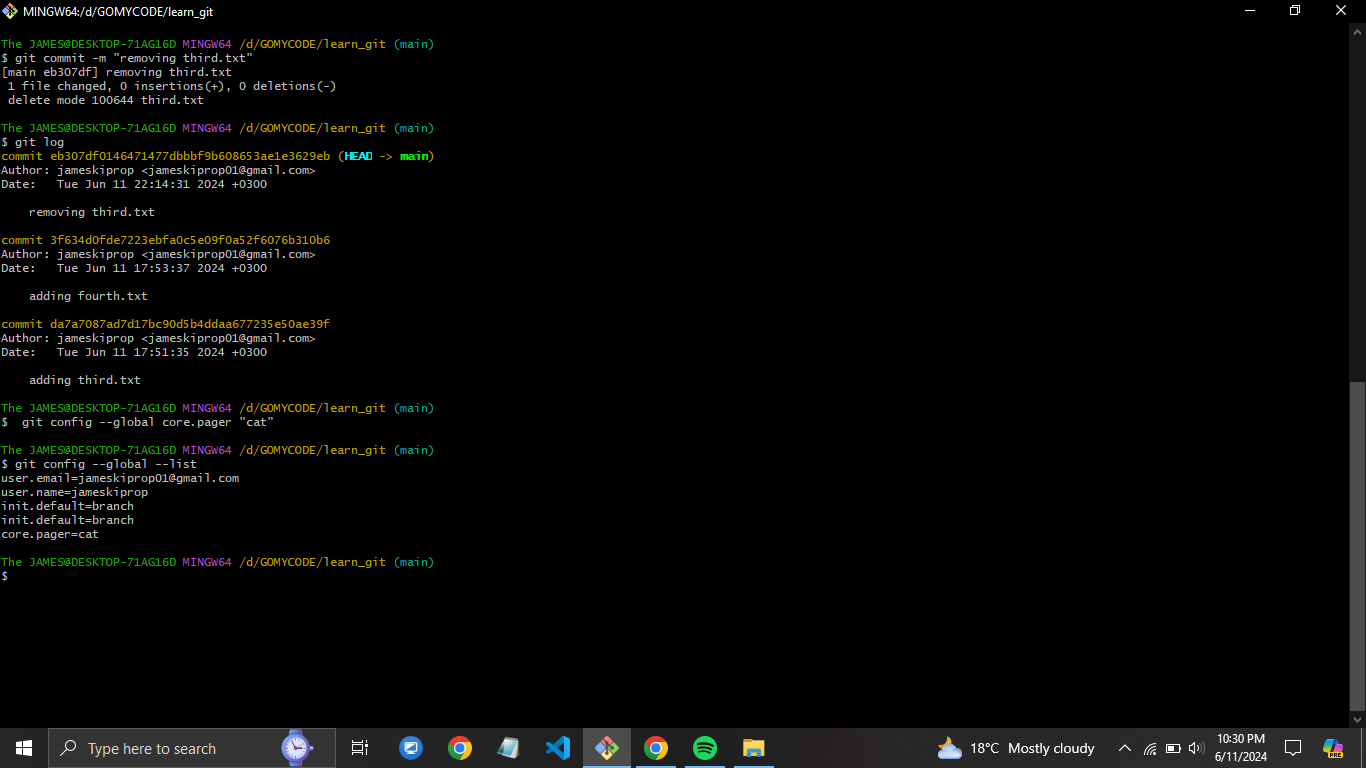 MINGW64:/d/GOMYCODE/learn_git
The JAMES@DESKTOP-71AG16D MINGW64 /d/GOMYCODE/learn_git (main)
$ git commit -m "removing third.txt"
[main eb307df] removing third.txt
 1 file changed, 0 insertions(+), 0 deletions(-)
 delete mode 100644 third.txt
The JAMES@DESKTOP-71AG16D MINGW64 /d/GOMYCODE/learn_git (main)
$ git log
commit eb307df0146471477dbbbf9b608653ae1e3629eb (HEAD -> main)
Author: jameskiprop <jameskiprop01@gmail.com>
Date:   Tue Jun 11 22:14:31 2024 +0300
    removing third.txt
commit 3f634d0fde7223ebfa0c5e09f0a52f6076b310b6
Author: jameskiprop <jameskiprop01@gmail.com>
Date:   Tue Jun 11 17:53:37 2024 +0300
    adding fourth.txt
commit da7a7087ad7d17bc90d5b4ddaa677235e50ae39f
Author: jameskiprop <jameskiprop01@gmail.com>
Date:   Tue Jun 11 17:51:35 2024 +0300
    adding third.txt
The JAMES@DESKTOP-71AG16D MINGW64 /d/GOMYCODE/learn_git (main)
$  git config --global core.pager "cat"
The JAMES@DESKTOP-71AG16D MINGW64 /d/GOMYCODE/learn_git (main)
$ git config --global --list
user.email=jameskiprop01@gmail.com
user.name=jameskiprop
init.default=branch
init.default=branch
core.pager=cat
The JAMES@DESKTOP-71AG16D MINGW64 /d/GOMYCODE/learn_git (main)
$
Type here to search
18°C Mostly cloudy
10:30 PM
6/11/2024
PRE